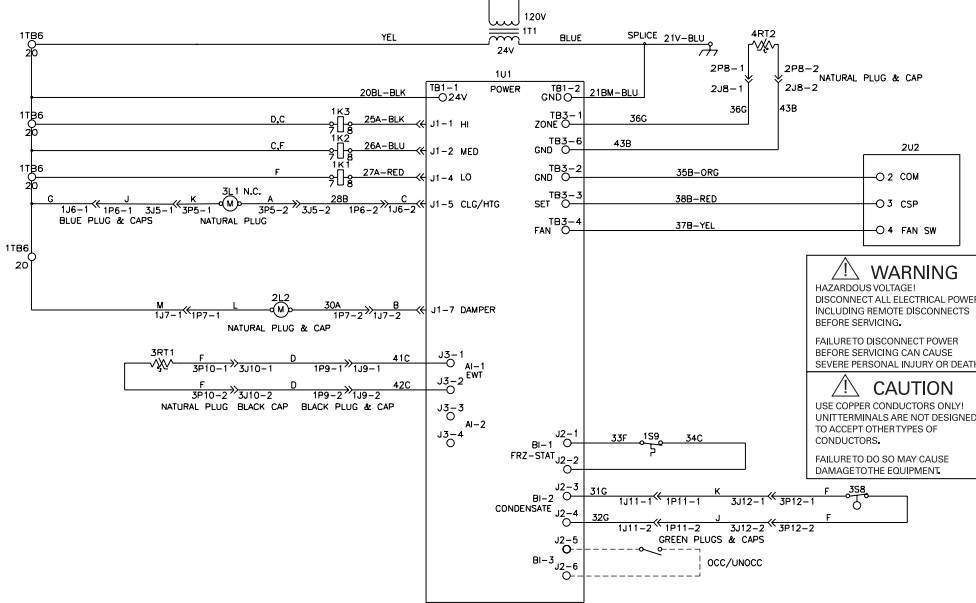 120V
1T1
24V
1TB6
20
YEL
BLUE
SPLICE
21V-BLU
4RT2
1U1
POWER
2P8-1
2P8-2
NATURAL PLUG & CAP
2J8-1
2J8-2
20BL-BLK
TB1-1
24V
TB1-2
GND
21BM-BLU
1TB6
20
D,C
1K3
7 8
25A-BLK
J1-1 HI
TB3-1
ZONE
36G
36G
43B
C,F
1K2
7 8
26A-BLU
J1-2 MED
TB3-6
GND
43B
2U2
1TB6
20
F
1K1
7 8
27A-RED
J1-4 LO
TB3-2
GND
35B-ORG
2 COM
G
J
K
3L1 N.C.
M
A
28B
C
J1-5 CLG/HTG
TB3-3
SET
38B-RED
3 CSP
1J6-1
1P6-1
3J5-1
3P5-1
3P5-2
3J5-2
1P6-2
1J6-2
BLUE PLUG & CAPS
NATURAL PLUG
TB3-4
FAN
37B-YEL
4 FAN SW
1TB6
20
M
L
2L2
M
30A
B
J1-7 DAMPER
1J7-1
1P7-1
1P7-2
1J7-2
NATURAL PLUG & CAP
WARNING
HAZARDOUS VOLTAGE!
DISCONNECT ALL ELECTRICAL POWER
INCLUDING REMOTE DISCONNECTS
BEFORE SERVICING.
FAILURE TO DISCONNECT POWER
BEFORE SERVICING CAN CAUSE
SEVERE PERSONAL INJURY OR DEATH
3RT1
F
D
41C
J3-1
AI-1
EWT
3P10-1
3J10-1
1P9-1
1J9-1
F
D
42C
J3-2
3P10-2
3J10-2
1P9-2
1J9-2
NATURAL PLUG
BLACK CAP
BLACK PLUG & CAP
J3-3
AI-2
J3-4
CAUTION
USE COPPER CONDUCTORS ONLY!
UNIT TERMINALS ARE NOT DESIGNED
TO ACCEPT OTHER TYPES OF
CONDUCTORS.
FAILURE TO DO SO MAY CAUSE
DAMAGE TO THE EQUIPMENT.
J2-1
BI-1
FRZ-STAT
33F
1S9
34C
J2-2
J2-3
BI-2
CONDENSATE
31G
K
F
3S8
1J11-1
1P11-1
3J12-1
3P12-1
J2-4
32G
J
F
1J11-2
1P11-2
3J12-2
3P12-2
GREEN PLUGS & CAPS
J2-5
BI-3
OCC/UNOCC
J2-6